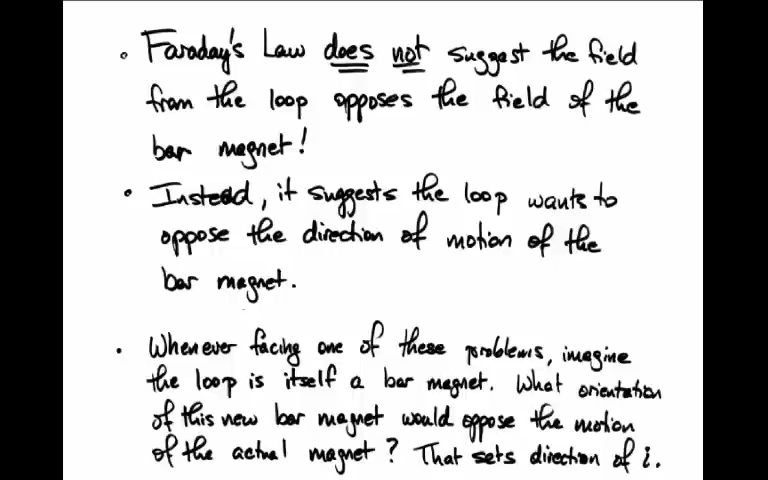 • Faraday's Law does not suggest the field
from the loop opposes the field of the
bar magnet!
• Instead, it suggests the loop wants to
oppose the direction of motion of the
bar magnet.
• Whenever facing one of these problems, imagine
the loop is itself a bar magnet. What orientation
of this new bar magnet would oppose the motion
of the actual magnet? That sets direction of i.